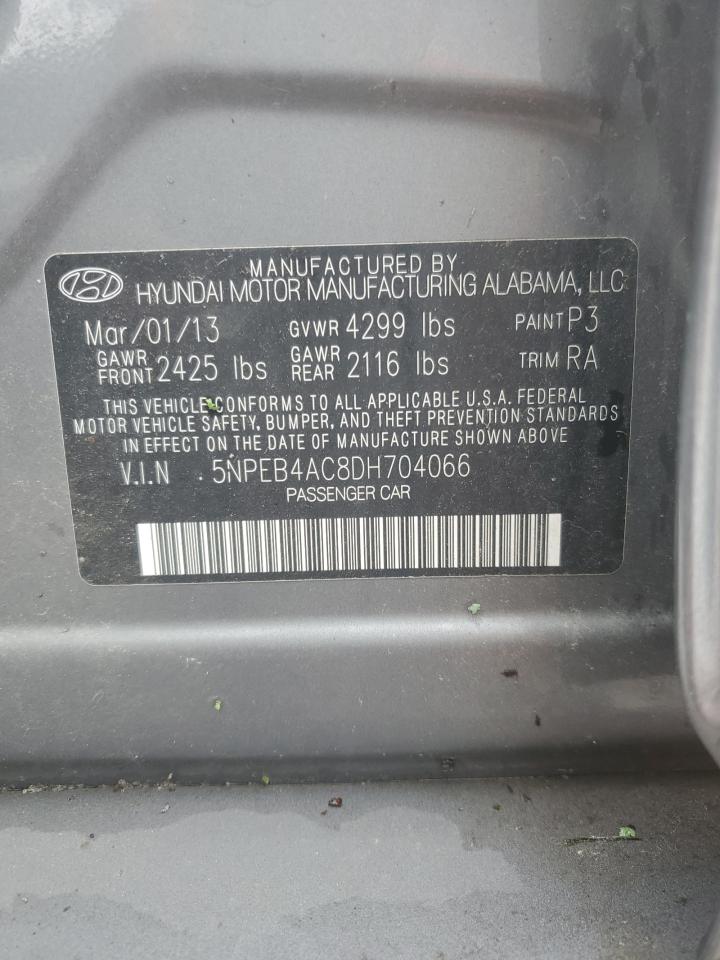 MANUFACTURED BY
HYUNDAI MOTOR MANUFACTURING ALABAMA, LLC
Mar/01/13 GVWR 4299 lbs PAINT P3
GAWR FRONT 2425 lbs GAWR REAR 2116 lbs TRIM RA
THIS VEHICLE CONFORMS TO ALL APPLICABLE U.S.A. FEDERAL
MOTOR VEHICLE SAFETY, BUMPER, AND THEFT PREVENTION STANDARDS
IN EFFECT ON THE DATE OF MANUFACTURE SHOWN ABOVE
V.I.N 5NPEB4AC8DH704066
PASSENGER CAR